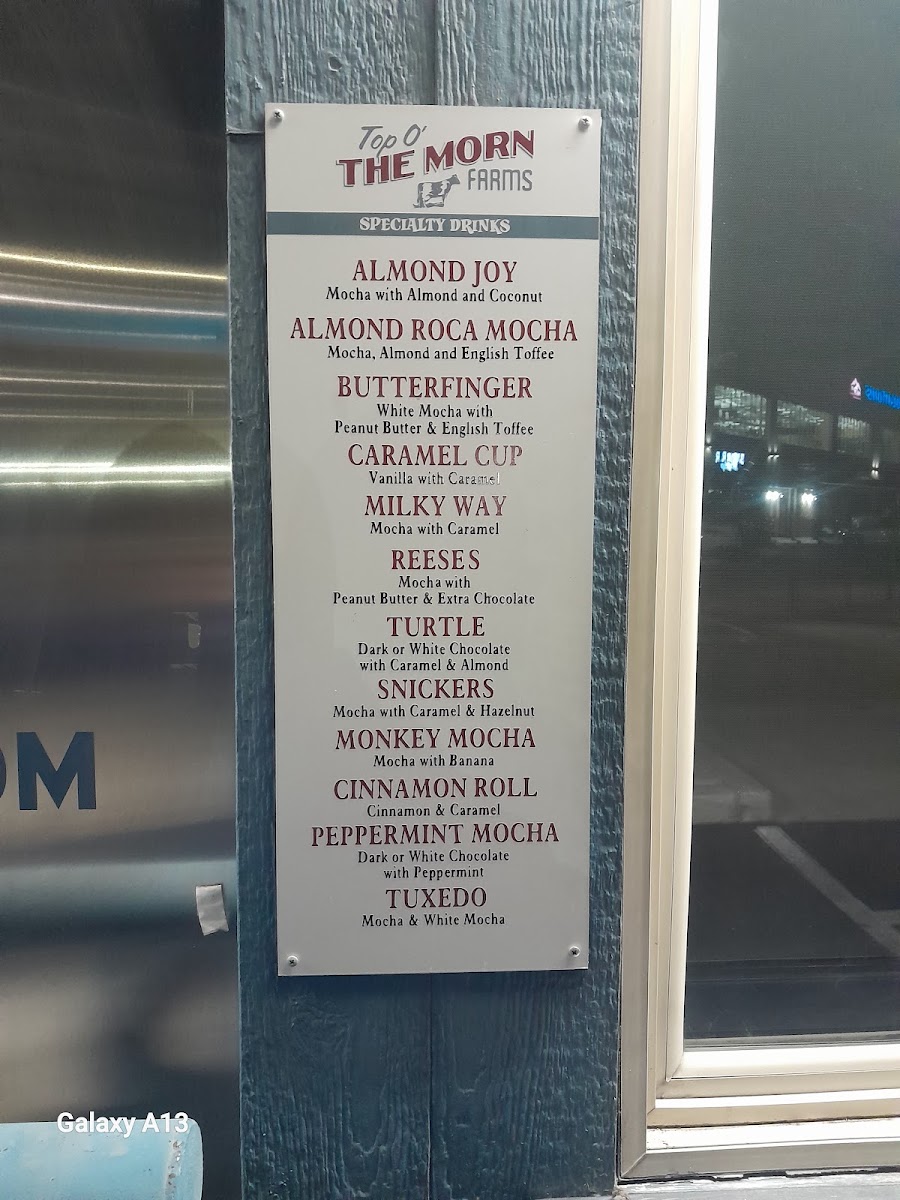 Top O'
THE MORN
FARMS
SPECIALTY DRINKS
ALMOND JOY
Mocha with Almond and Coconut
ALMOND ROCA MOCHA
Mocha, Almond and English Toffee
BUTTERFINGER
White Mocha with
Peanut Butter & English Toffee
CARAMEL CUP
Vanilla with Caramel
MILKY WAY
Mocha with Caramel
REESES
Mocha with
Peanut Butter & Extra Chocolate
TURTLE
Dark or White Chocolate
with Caramel & Almond
SNICKERS
Mocha with Caramel & Hazelnut
MONKEY MOCHA
Mocha with Banana
CINNAMON ROLL
Cinnamon & Caramel
PEPPERMINT MOCHA
Dark or White Chocolate
with Peppermint
TUXEDO
Mocha & White Mocha
OM
Galaxy A13